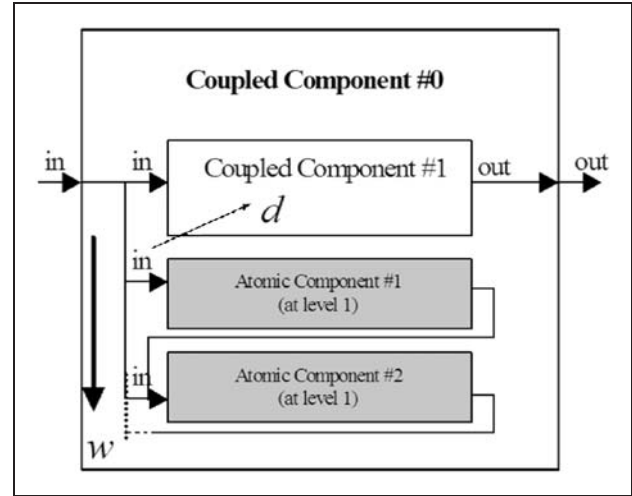 Coupled Component #0
in in Coupled Component #1 out out
d
in Atomic Component #1
(at level 1)
in Atomic Component #2
(at level 1)
w